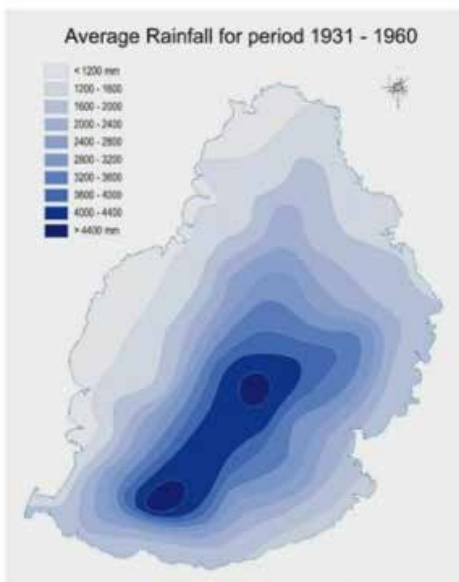 Average Rainfall for period 1931 - 1960
< 1200 mm
1200 - 1600
1600 - 2000
2000 - 2400
2400 - 2800
2800 - 3200
3200 - 3600
3600 - 4000
4000 - 4400
> 4400 mm